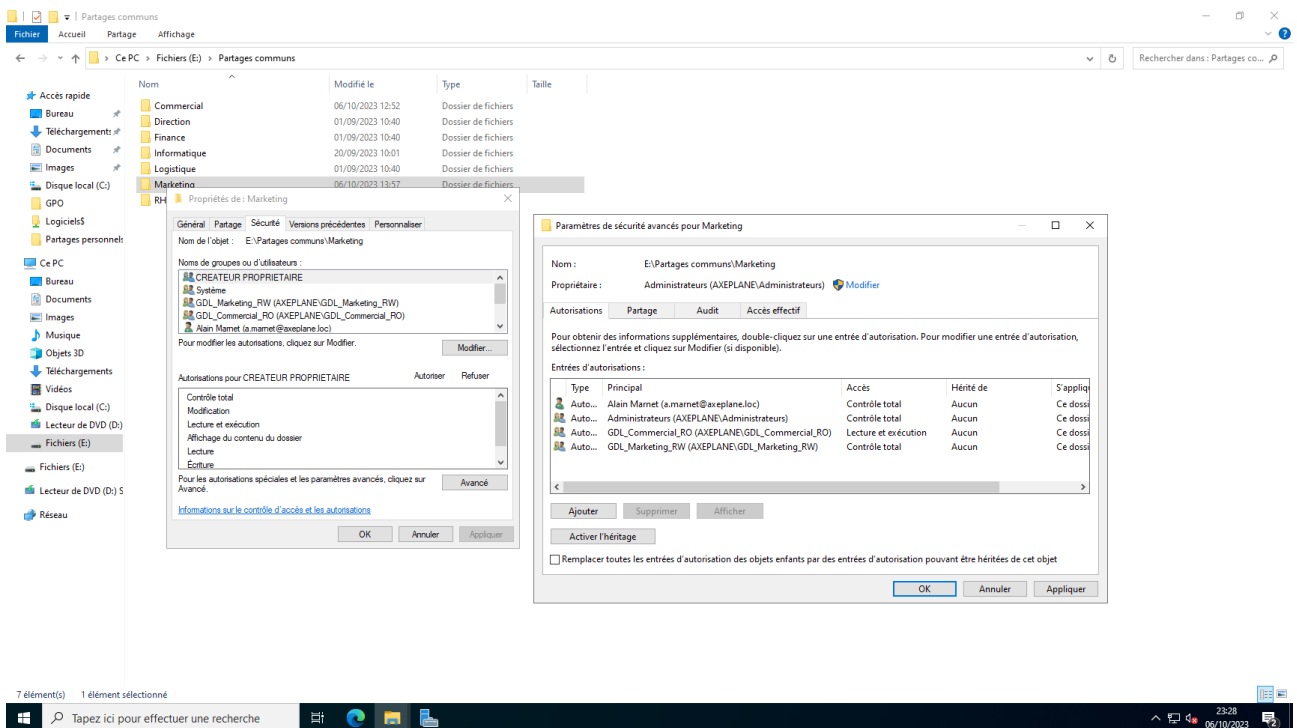 Partages communs
Fichier Accueil Partage Affichage
Ce PC Fichiers (E:) Partages communs
Rechercher dans : Partages co...
Nom Modifié le Type Taille
Commercial 06/10/2023 12:52 Dossier de fichiers
Direction 01/09/2023 10:40 Dossier de fichiers
Finance 01/09/2023 10:40 Dossier de fichiers
Informatique 20/09/2023 10:01 Dossier de fichiers
Logistique 01/09/2023 10:40 Dossier de fichiers
Marketing 06/10/2023 13:57 Dossier de fichiers
RH
Accès rapide
Bureau
Téléchargements
Documents
Images
Disque local (C:)
GPO
Logiciels$
Partages personnels
Ce PC
Bureau
Documents
Images
Musique
Objets 3D
Téléchargements
Vidéos
Disque local (C:)
Lecteur de DVD (D:)
Fichiers (E:)
Fichiers (E:)
Lecteur de DVD (D:) S
Réseau
Propriétés de : Marketing
Général Partage Sécurité Versions précédentes Personnaliser
Nom de l'objet : E:\Partages communs\Marketing
Noms de groupes ou d'utilisateurs :
CREATEUR PROPRIETAIRE
Système
GDL_Marketing_RW (AXEPLANE\GDL_Marketing_RW)
GDL_Commercial_RO (AXEPLANE\GDL_Commercial_RO)
Alain Marnet (a.marnet@axeplane.loc)
Pour modifier les autorisations, cliquez sur Modifier.
Modifier...
Autorisations pour CREATEUR PROPRIETAIRE Autoriser Refuser
Contrôle total
Modification
Lecture et exécution
Affichage du contenu du dossier
Lecture
Écriture
Pour les autorisations spéciales et les paramètres avancés, cliquez sur
Avancé.
Avancé
Informations sur le contrôle d'accès et les autorisations
OK Annuler Appliquer
Paramètres de sécurité avancés pour Marketing
Nom : E:\Partages communs\Marketing
Propriétaire : Administrateurs (AXEPLANE\Administrateurs) Modifier
Autorisations Partage Audit Accès effectif
Pour obtenir des informations supplémentaires, double-cliquez sur une entrée d'autorisation. Pour modifier une entrée d'autorisation,
sélectionnez l'entrée et cliquez sur Modifier (si disponible).
Entrées d'autorisations :
Type Principal Accès Hérité de S'appliq
Auto... Alain Marnet (a.marnet@axeplane.loc) Contrôle total Aucun Ce dossi
Auto... Administrateurs (AXEPLANE\Administrateurs) Contrôle total Aucun Ce dossi
Auto... GDL_Commercial_RO (AXEPLANE\GDL_Commercial_RO) Lecture et exécution Aucun Ce dossi
Auto... GDL_Marketing_RW (AXEPLANE\GDL_Marketing_RW) Contrôle total Aucun Ce dossi
Ajouter Supprimer Afficher
Activer l'héritage
Remplacer toutes les entrées d'autorisation des objets enfants par des entrées d'autorisation pouvant être héritées de cet objet
OK Annuler Appliquer
7 élément(s) 1 élément sélectionné
Tapez ici pour effectuer une recherche
23:28
06/10/2023
2